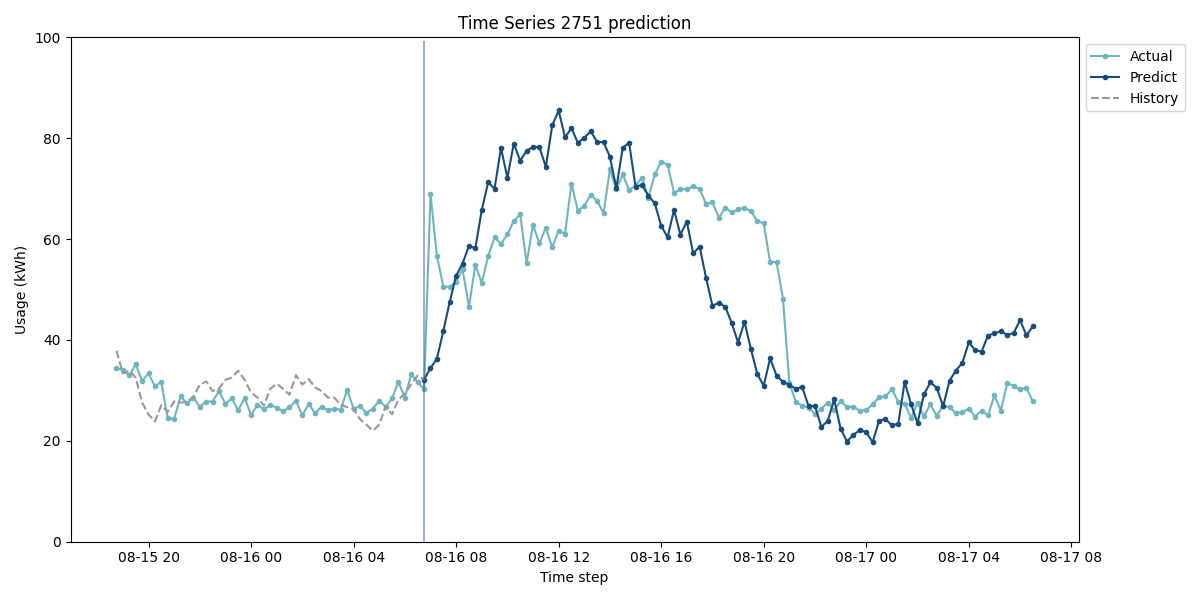 Time Series 2751 prediction
Usage (kWh)
100
80
60
40
20
0
08-15 20
08-16 00
08-16 04
08-16 08
08-16 12
08-16 16
08-16 20
08-17 00
08-17 04
08-17 08
Time step
Actual
Predict
History